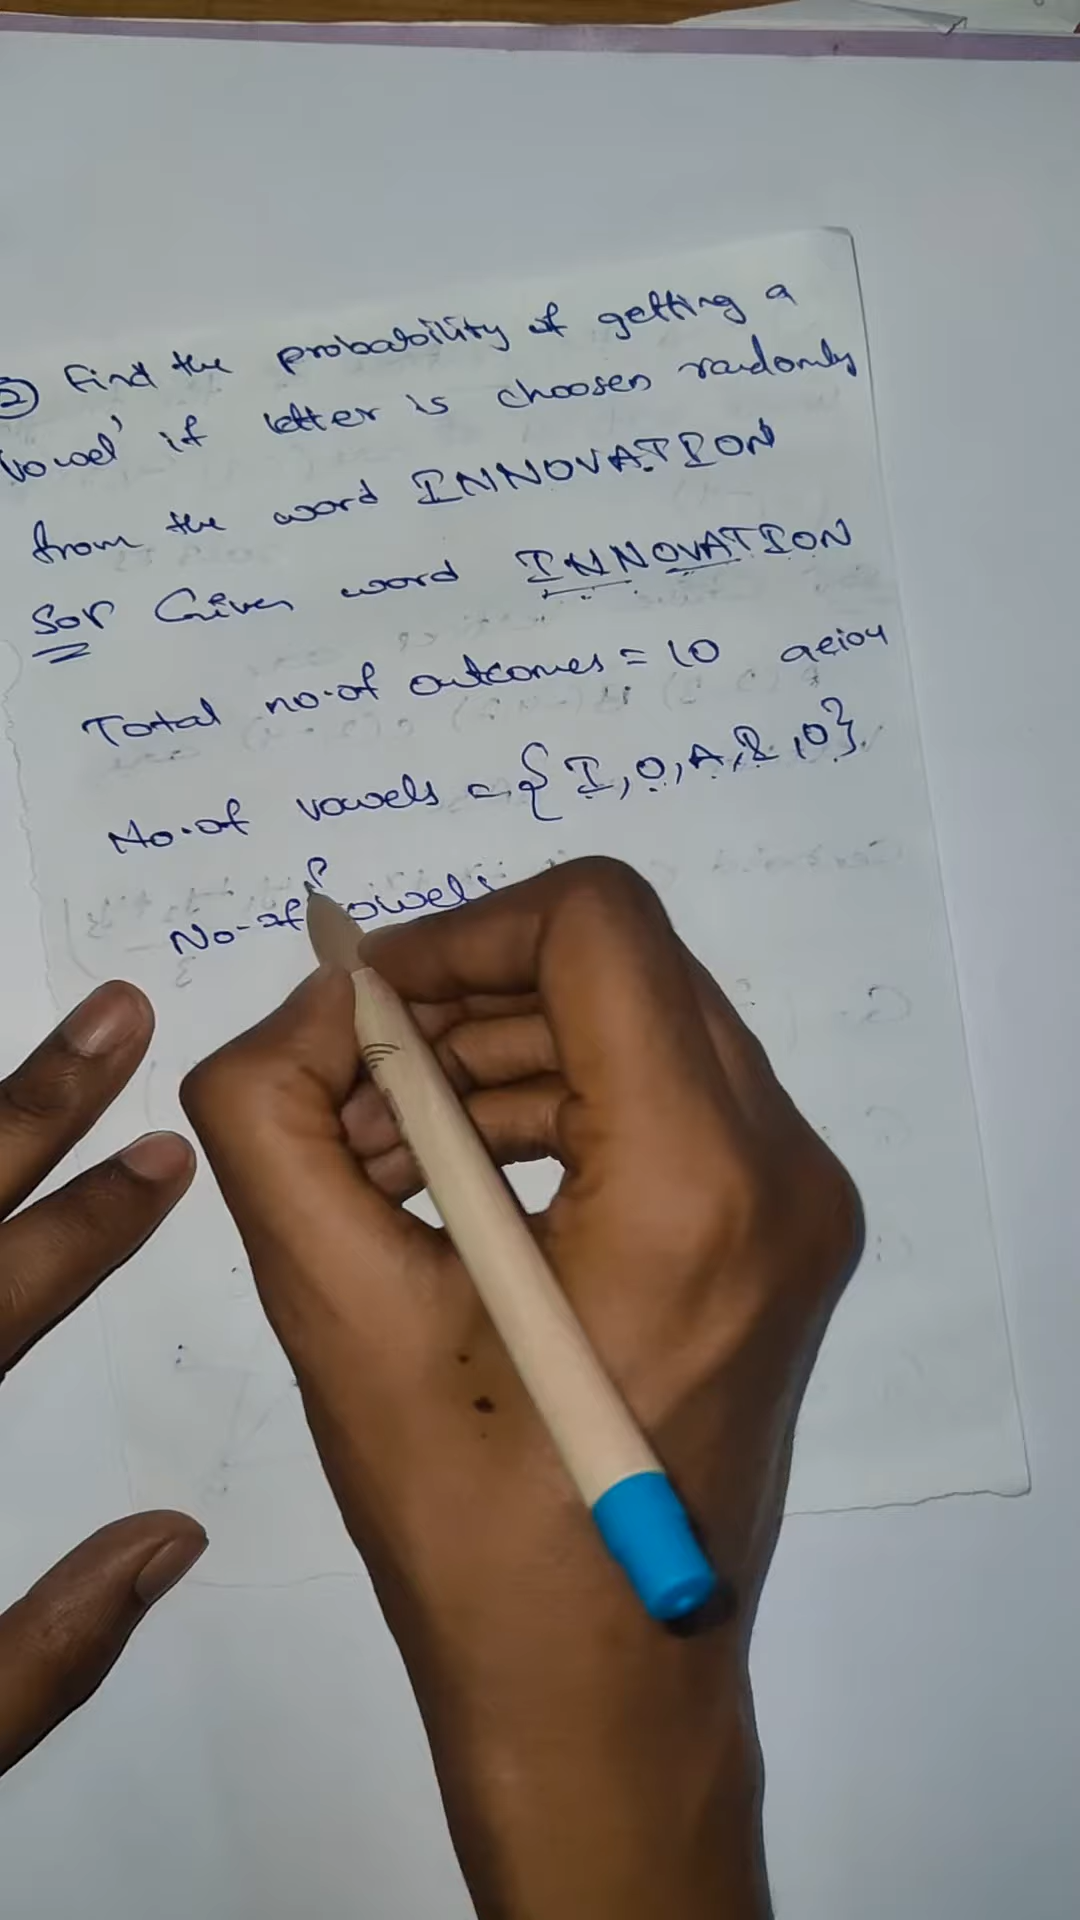 ② Find the probability of getting a
'vowel' if letter is choosen randomly
from the word INNOVATION
Sol Given word INNOVATION
Total no.of outcomes = 10 aeiou
No.of vowels = {I, O, A, I, O}
No-of vowels